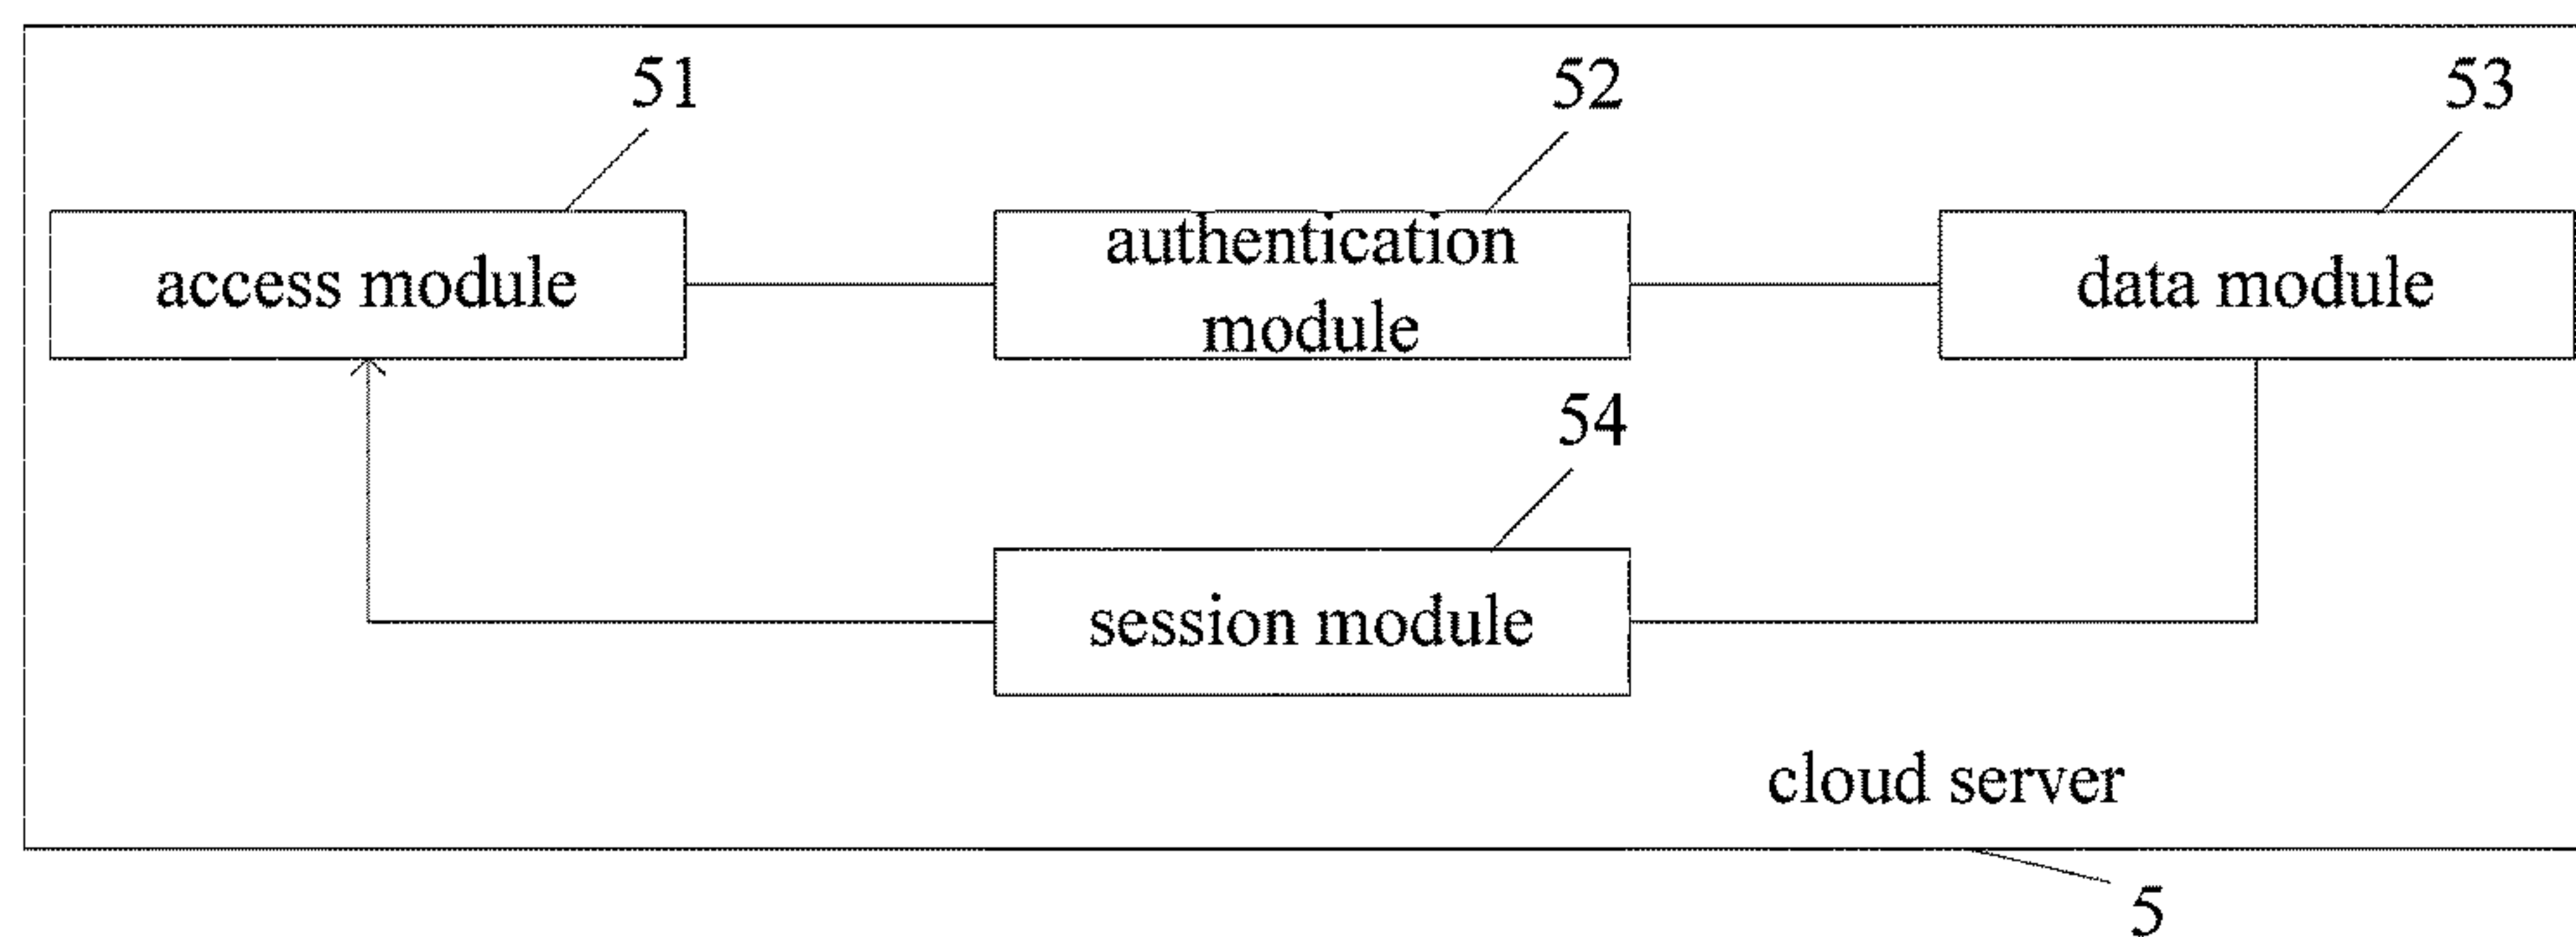 51
52
53
access module
authentication
module
data module
54
session module
cloud server
5